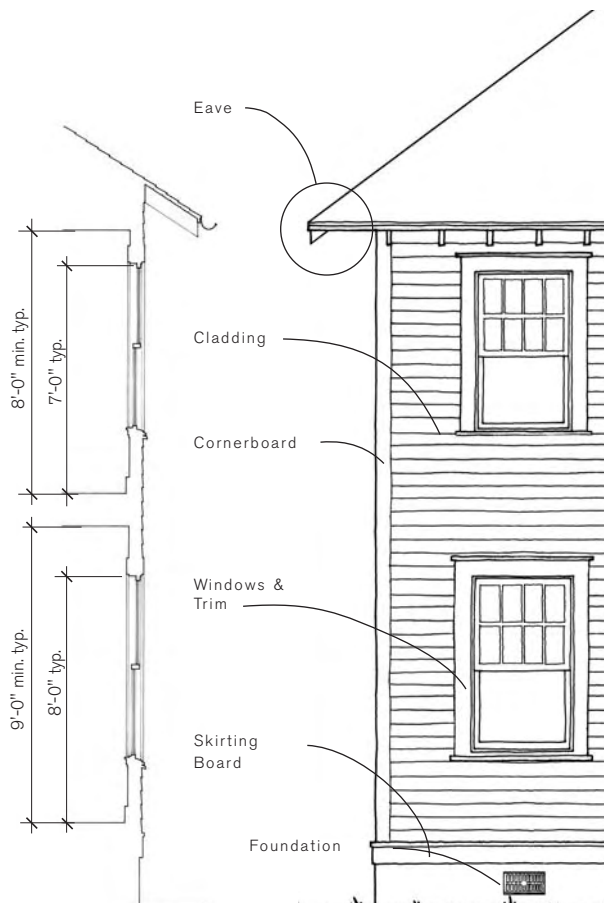 Eave
8'-0" min. typ.
7'-0" typ.
Cladding
Cornerboard
9'-0" min. typ.
8'-0" typ.
Windows &
Trim
Skirting
Board
Foundation